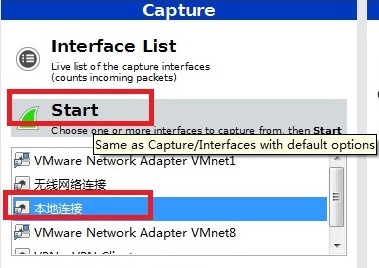 Capture
Interface List
Live list of the capture interfaces
(counts incoming packets)
Start
Choose one or more interfaces to capture from, then Start
Same as Capture/Interfaces with default options
VMware Network Adapter VMnet1
无线网络连接
本地连接
VMware Network Adapter VMnet8